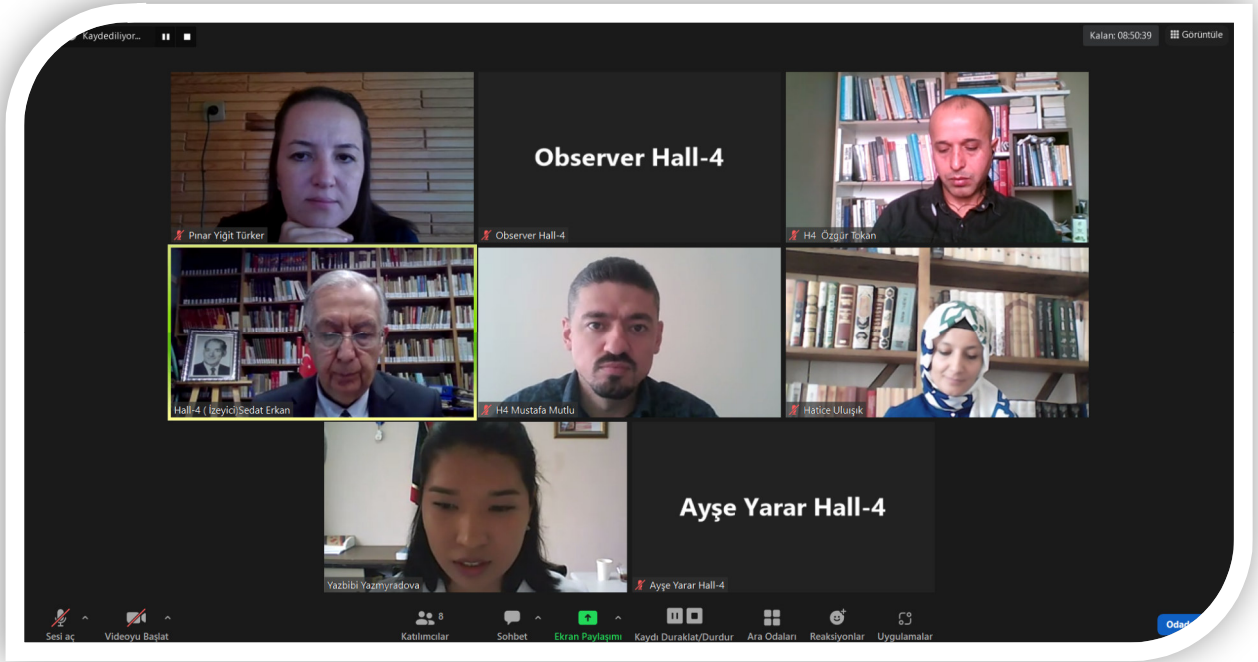 Kaydediliyor...
Kalan: 08:50:39
Görüntüle
Pınar Yiğit Türker
Observer Hall-4
Observer Hall-4
H4 Özgür Tokan
Hall-4 ( İzeyici)Sedat Erkan
H4 Mustafa Mutlu
Hatice Uluışık
Yazbibi Yazmyradova
Ayşe Yarar Hall-4
Ayşe Yarar Hall-4
Sesi aç
Videoyu Başlat
8
Katılımcılar
Sohbet
Ekran Paylaşımı
Kaydı Duraklat/Durdur
Ara Odaları
Reaksiyonlar
Uygulamalar